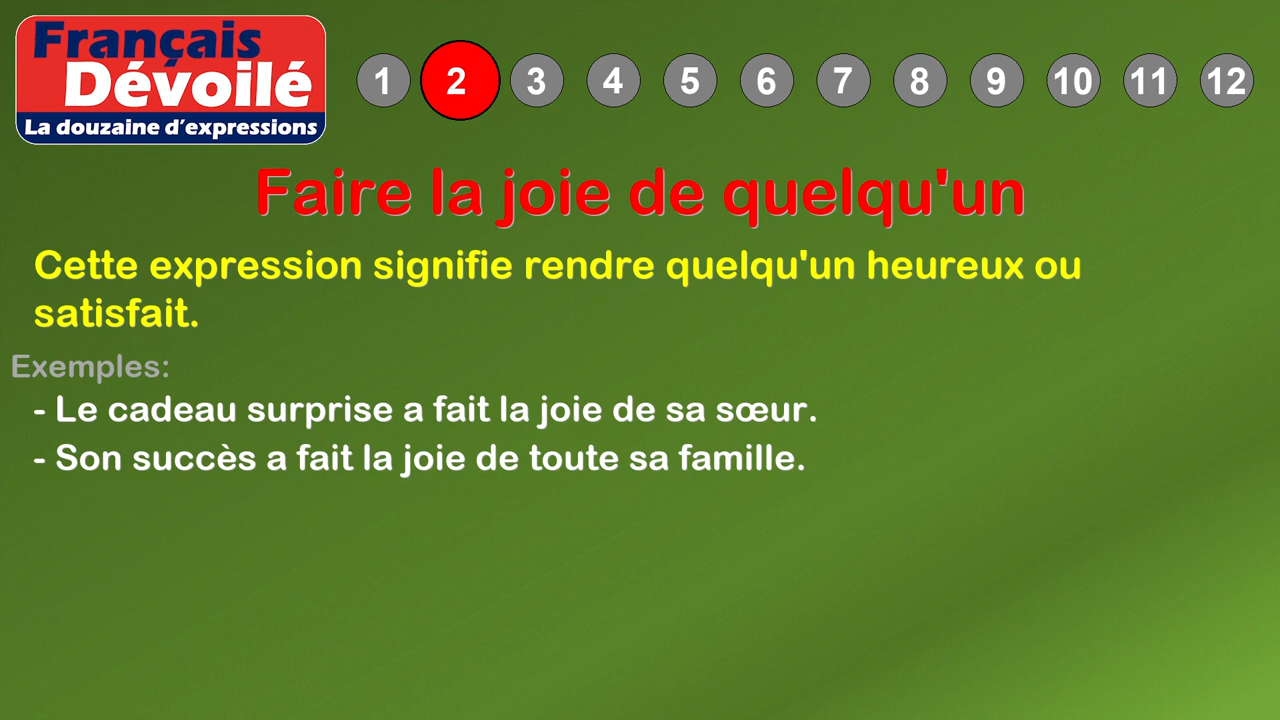 Français
Dévoilé
La douzaine d'expressions
1 2 3 4 5 6 7 8 9 10 11 12
Faire la joie de quelqu'un
Cette expression signifie rendre quelqu'un heureux ou
satisfait.
Exemples:
- Le cadeau surprise a fait la joie de sa sœur.
- Son succès a fait la joie de toute sa famille.